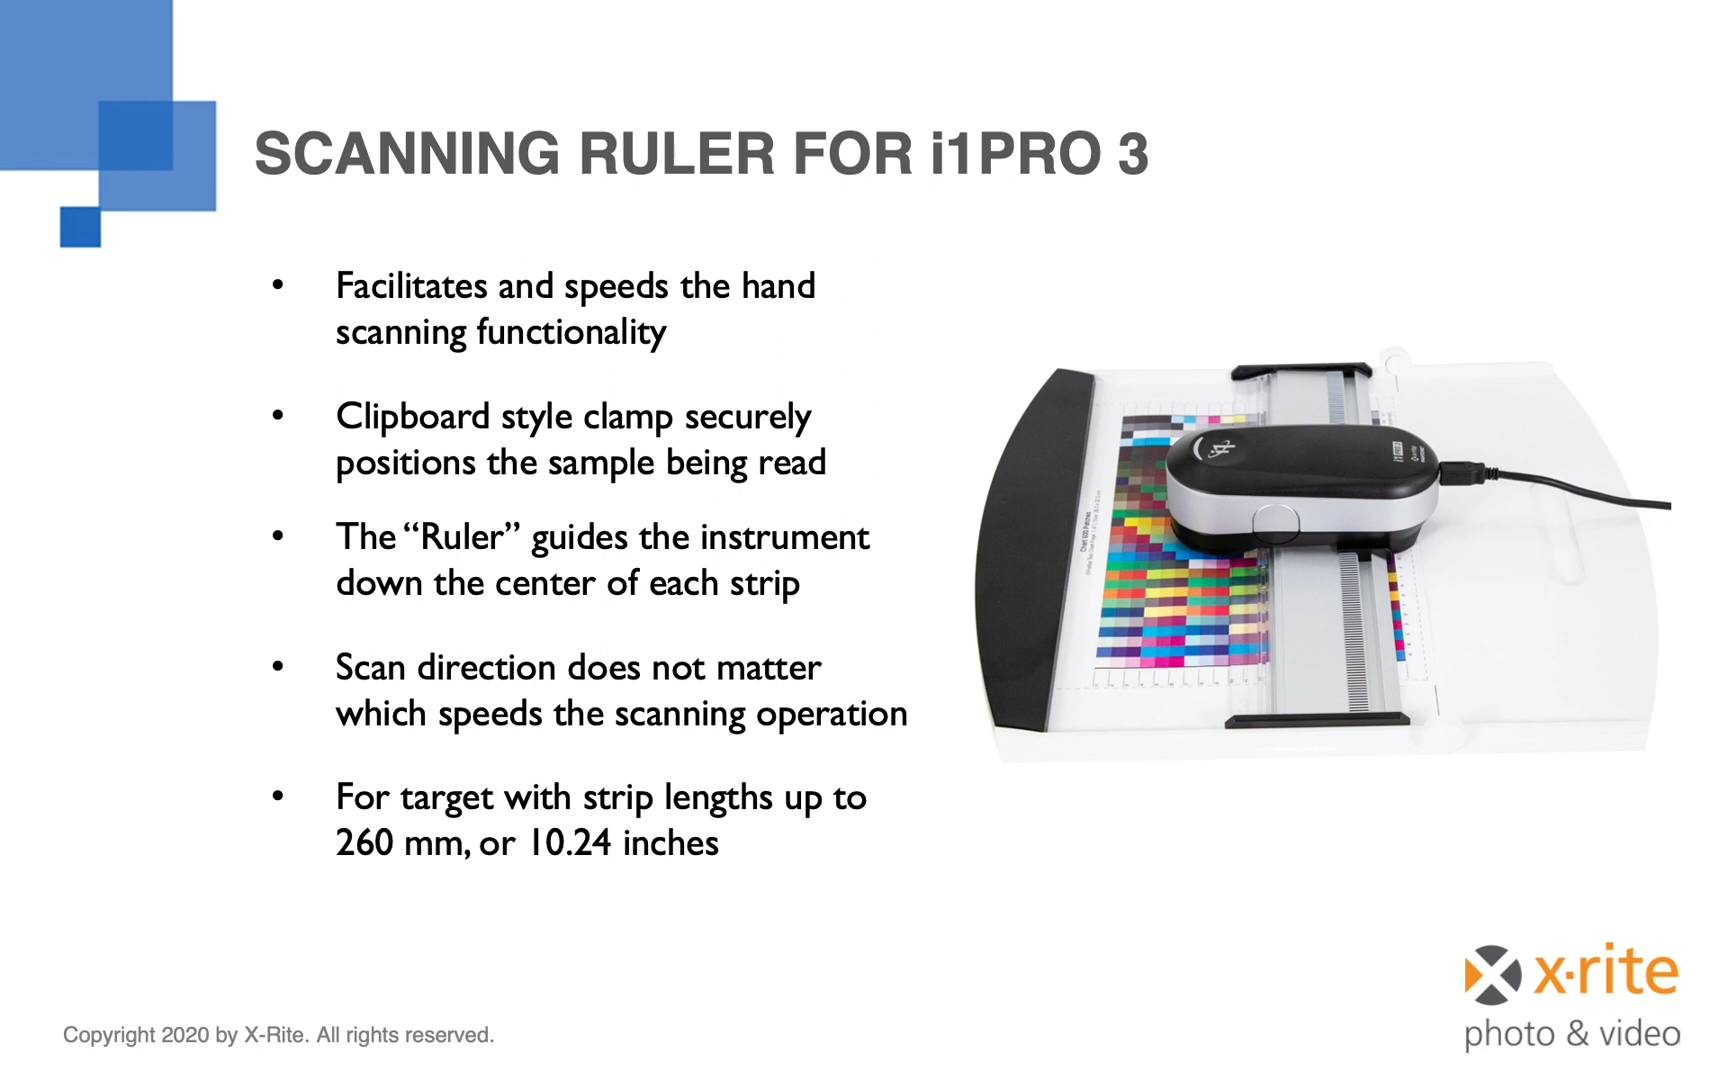 SCANNING RULER FOR i1PRO 3
• Facilitates and speeds the hand
scanning functionality
• Clipboard style clamp securely
positions the sample being read
• The “Ruler” guides the instrument
down the center of each strip
• Scan direction does not matter
which speeds the scanning operation
• For target with strip lengths up to
260 mm, or 10.24 inches
i1
x·rite
photo & video
Copyright 2020 by X-Rite. All rights reserved.